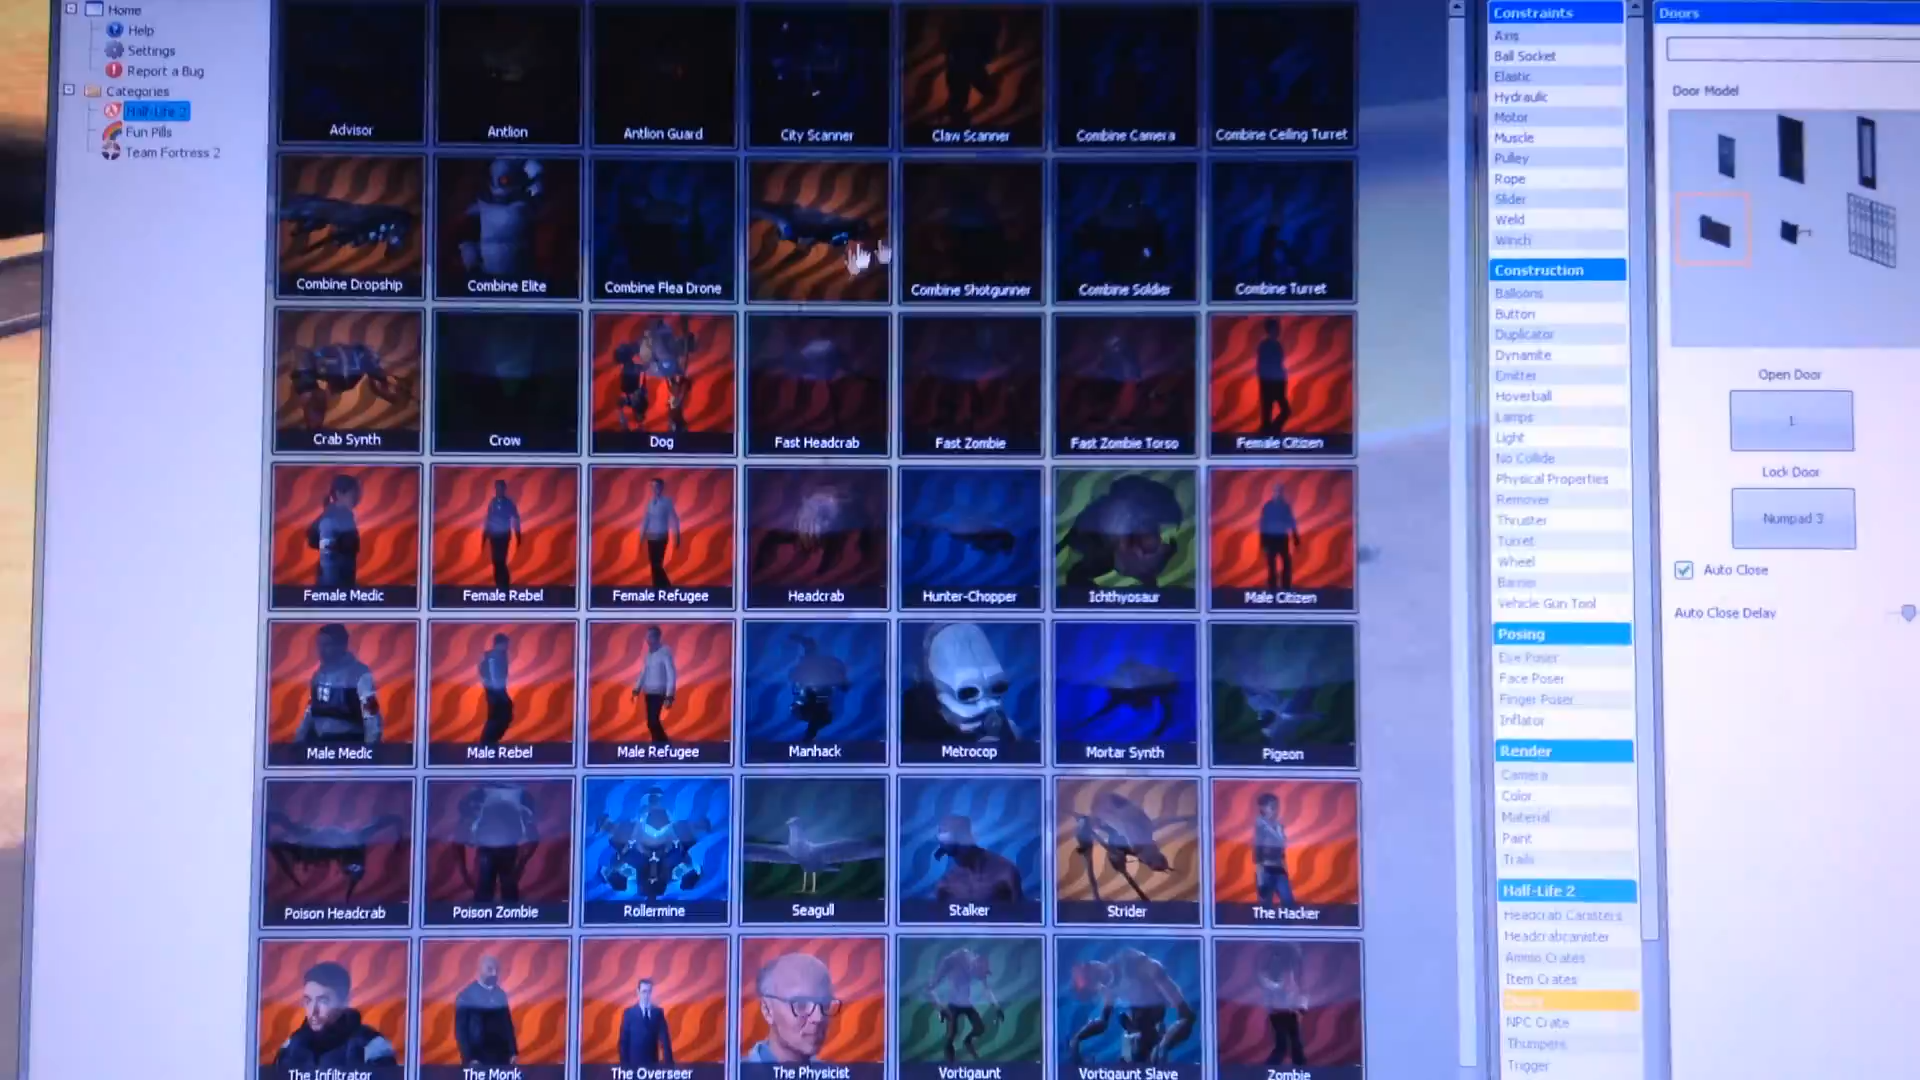 Home
Help
Settings
Report a Bug
Categories
Half-Life 2
Fun Pills
Team Fortress 2
Advisor
Antlion
Antlion Guard
City Scanner
Claw Scanner
Combine Camera
Combine Ceiling Turret
Combine Dropship
Combine Elite
Combine Flea Drone
Combine Shotgunner
Combine Soldier
Combine Turret
Crab Synth
Crow
Dog
Fast Headcrab
Fast Zombie
Fast Zombie Torso
Female Citizen
Female Medic
Female Rebel
Female Refugee
Headcrab
Hunter-Chopper
Ichthyosaur
Male Citizen
Male Medic
Male Rebel
Male Refugee
Manhack
Metrocop
Mortar Synth
Pigeon
Poison Headcrab
Poison Zombie
Rollermine
Seagull
Stalker
Strider
The Hacker
The Infiltrator
The Monk
The Overseer
The Physicist
Vortigaunt
Vortigaunt Slave
Zombie
Constraints
Axis
Ball Socket
Elastic
Hydraulic
Motor
Muscle
Pulley
Rope
Slider
Weld
Winch
Construction
Balloons
Button
Duplicator
Dynamite
Emitter
Hoverball
Lamps
Light
No Collide
Physical Properties
Remover
Thruster
Turret
Wheel
Barrier
Vehicle Gun Tool
Posing
Eye Poser
Face Poser
Finger Poser
Inflator
Render
Camera
Color
Material
Paint
Trails
Half-Life 2
Headcrab Canisters
Headcrabcanister
Ammo Crates
Item Crates
Doors
NPC Crate
Thumpers
Trigger
Doors
Door Model
Open Door
1
Lock Door
Numpad 3
Auto Close
Auto Close Delay